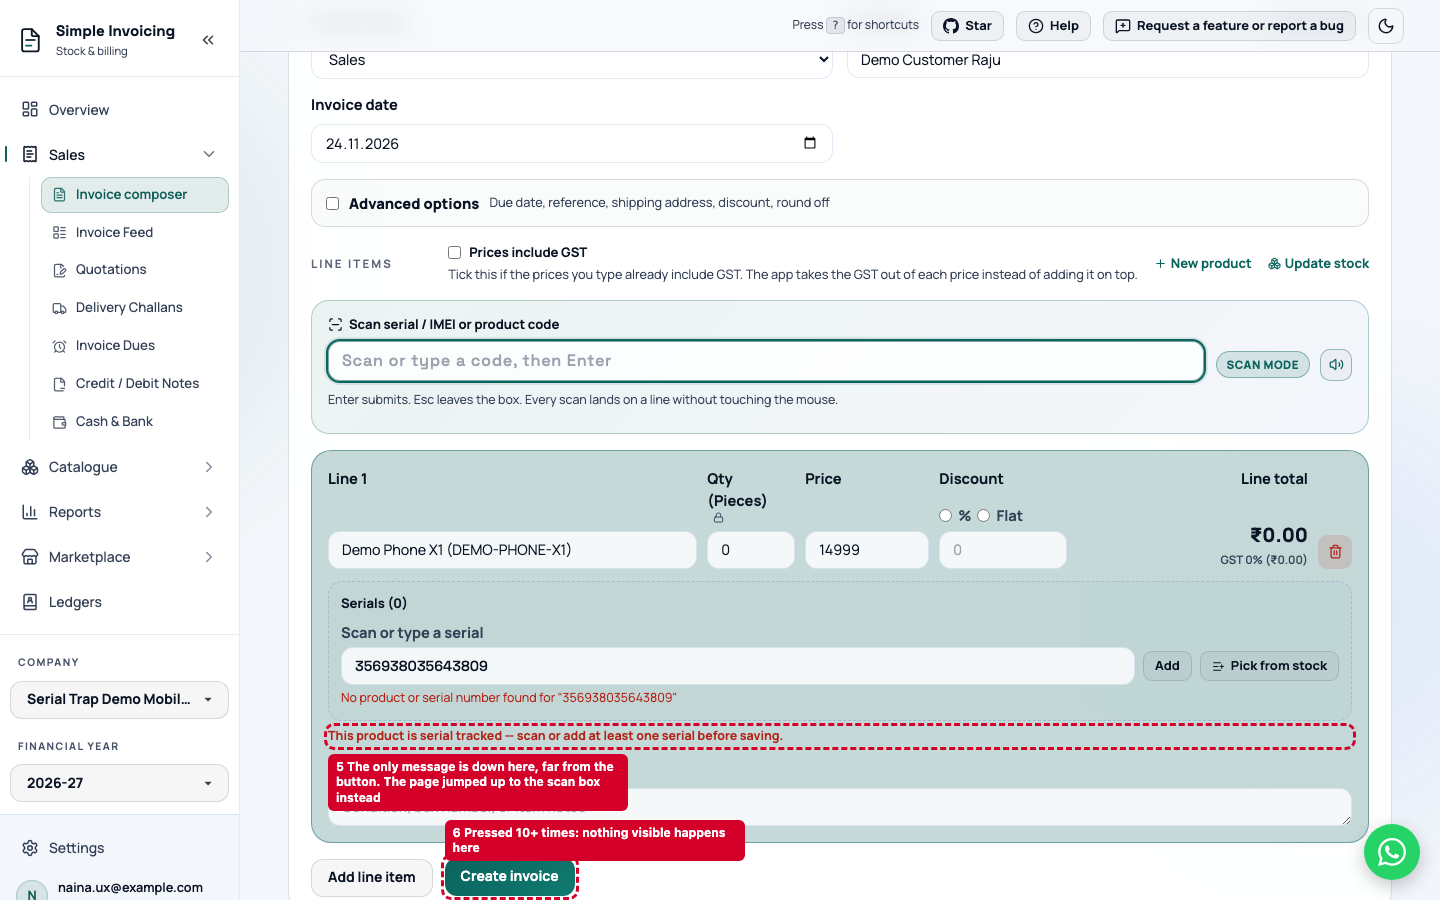 Simple Invoicing
Stock & billing
Press ? for shortcuts
Star
Help
Request a feature or report a bug
Overview
Sales
Invoice composer
Invoice Feed
Quotations
Delivery Challans
Invoice Dues
Credit / Debit Notes
Cash & Bank
Catalogue
Reports
Marketplace
Ledgers
COMPANY
Serial Trap Demo Mobil...
FINANCIAL YEAR
2026-27
Settings
N
naina.ux@example.com
Sales
Demo Customer Raju
Invoice date
24.11.2026
Advanced options Due date, reference, shipping address, discount, round off
LINE ITEMS
Prices include GST
Tick this if the prices you type already include GST. The app takes the GST out of each price instead of adding it on top.
New product
Update stock
Scan serial / IMEI or product code
Scan or type a code, then Enter
SCAN MODE
Enter submits. Esc leaves the box. Every scan lands on a line without touching the mouse.
Line 1
Qty
(Pieces)
Price
Discount
Line total
% Flat
Demo Phone X1 (DEMO-PHONE-X1)
0
14999
0
₹0.00
GST 0% (₹0.00)
Serials (0)
Scan or type a serial
356938035643809
Add
Pick from stock
No product or serial number found for "356938035643809"
This product is serial tracked — scan or add at least one serial before saving.
5 The only message is down here, far from the
button. The page jumped up to the scan box
instead
6 Pressed 10+ times: nothing visible happens
here
Add line item
Create invoice